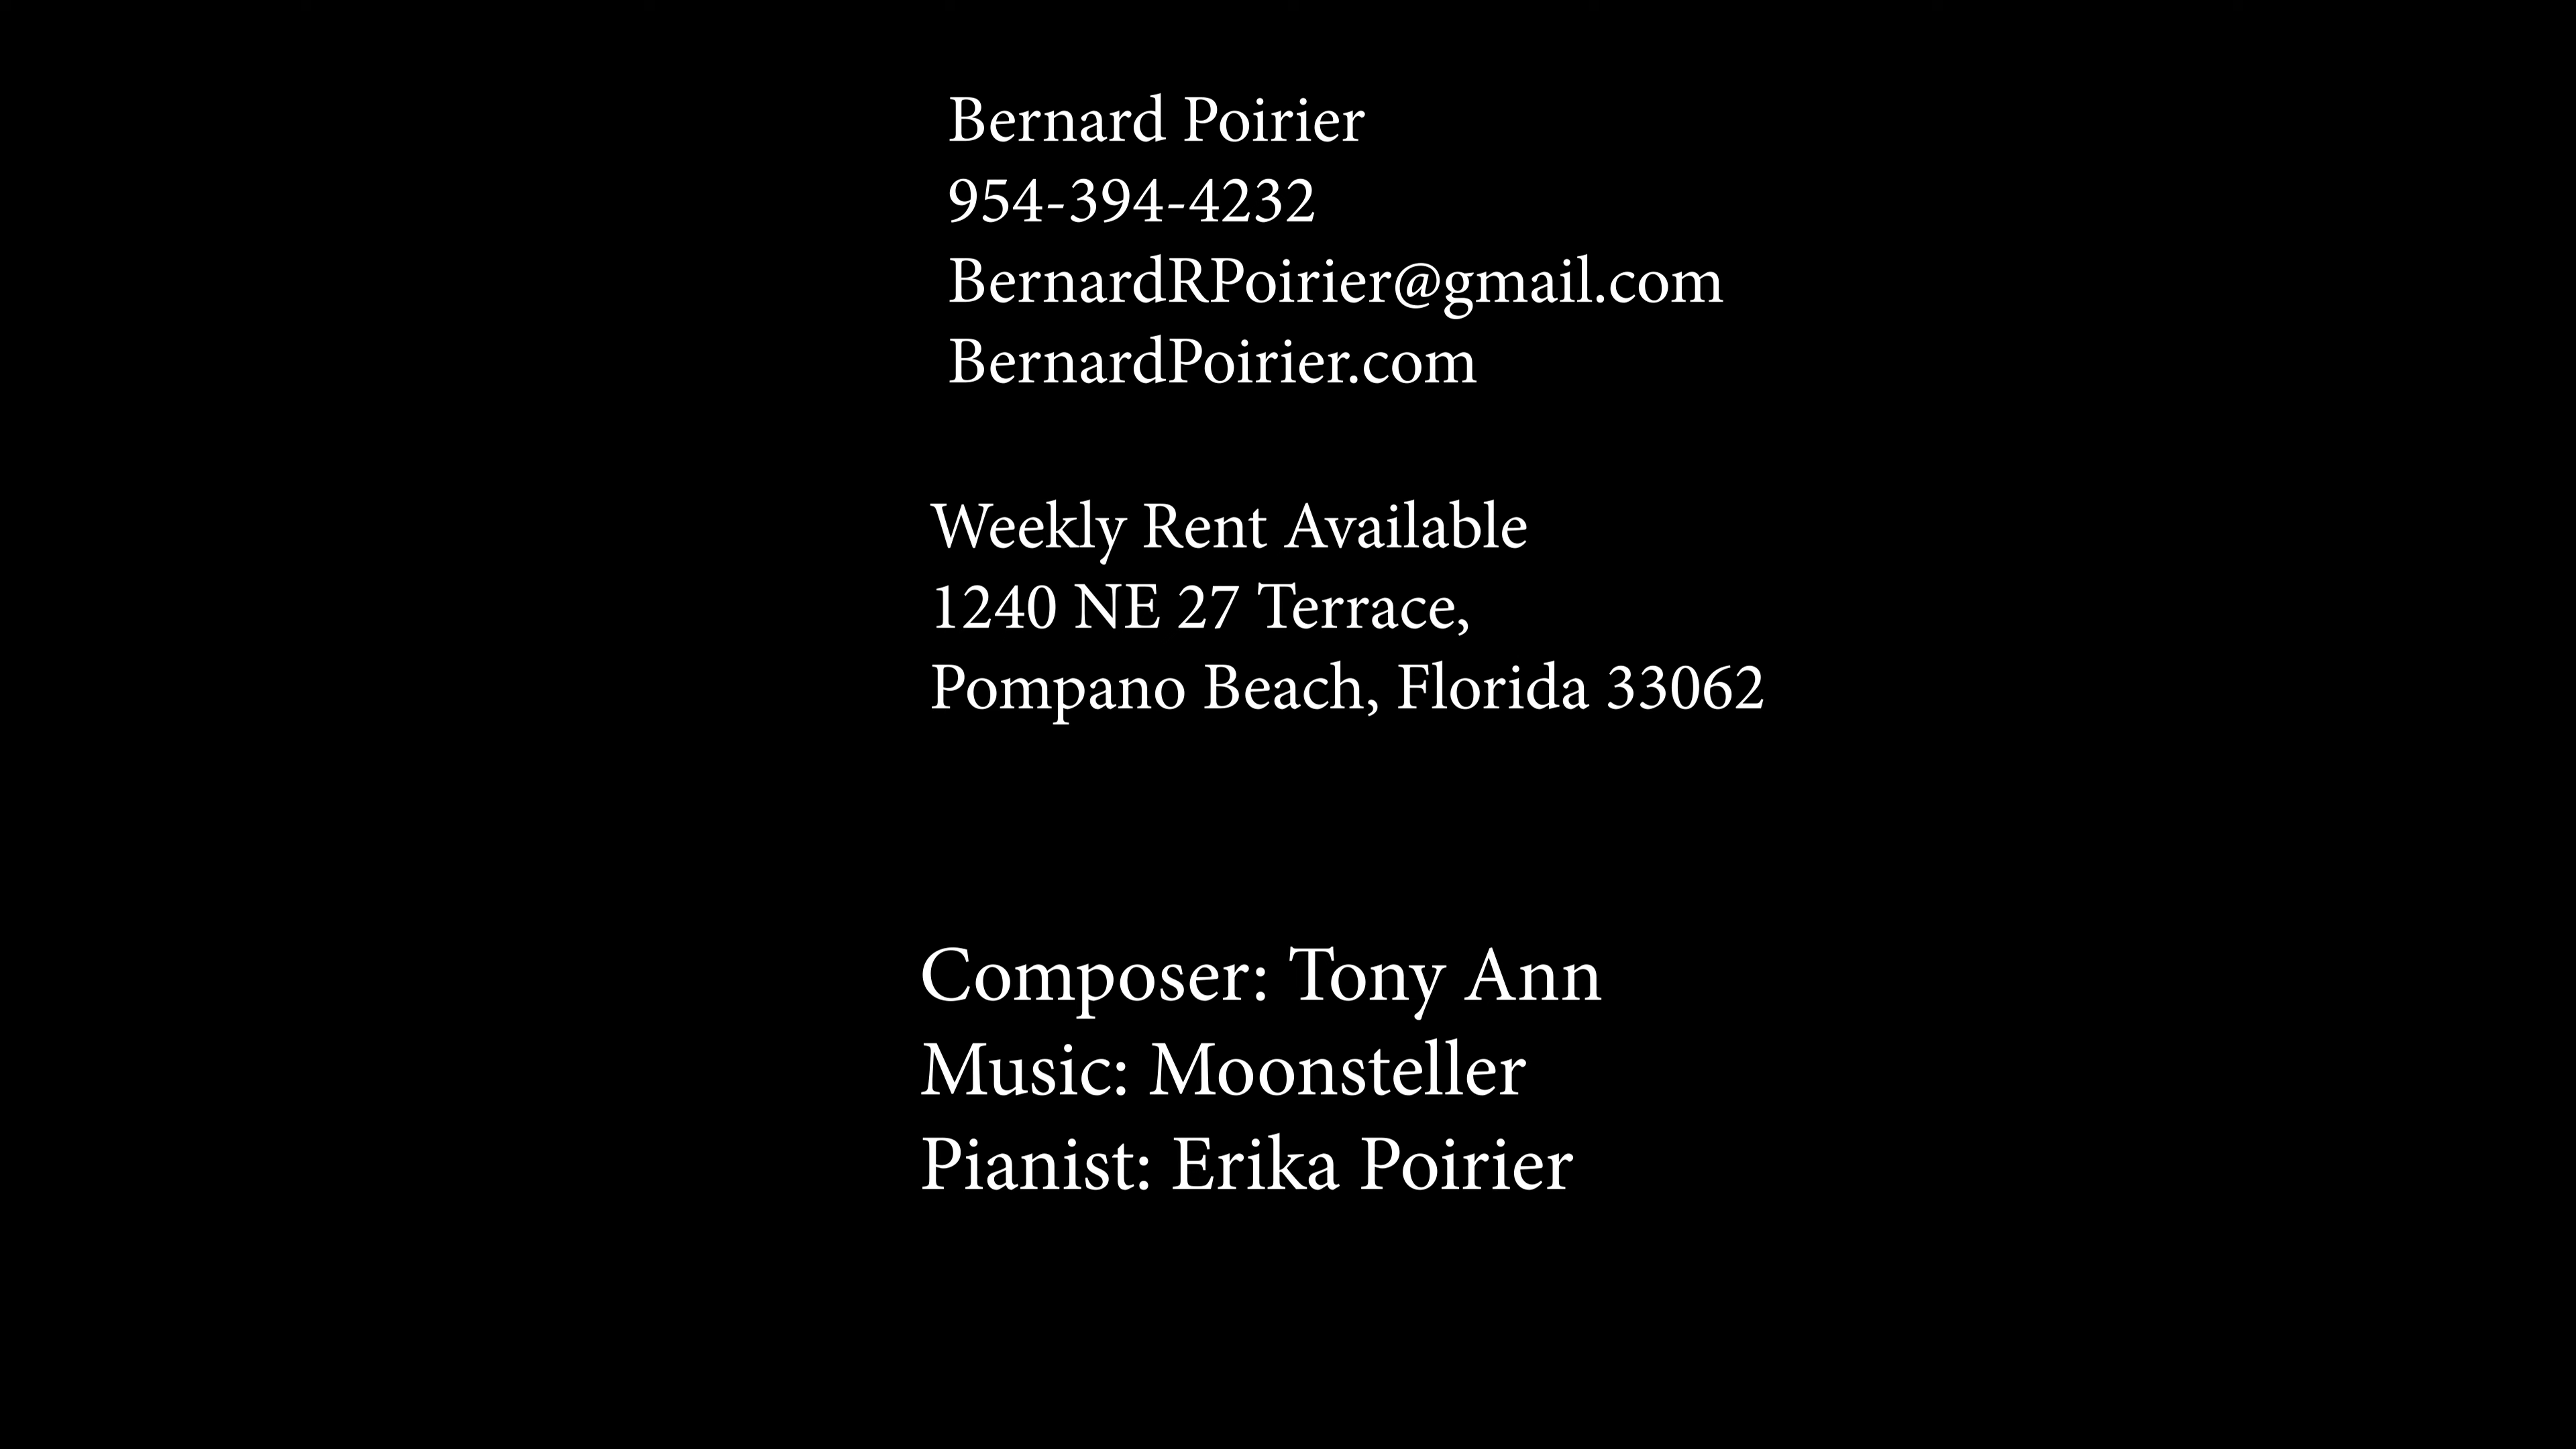 Bernard Poirier
954-394-4232
BernardRPoirier@gmail.com
BernardPoirier.com
Weekly Rent Available
1240 NE 27 Terrace,
Pompano Beach, Florida 33062
Composer: Tony Ann
Music: Moonsteller
Pianist: Erika Poirier